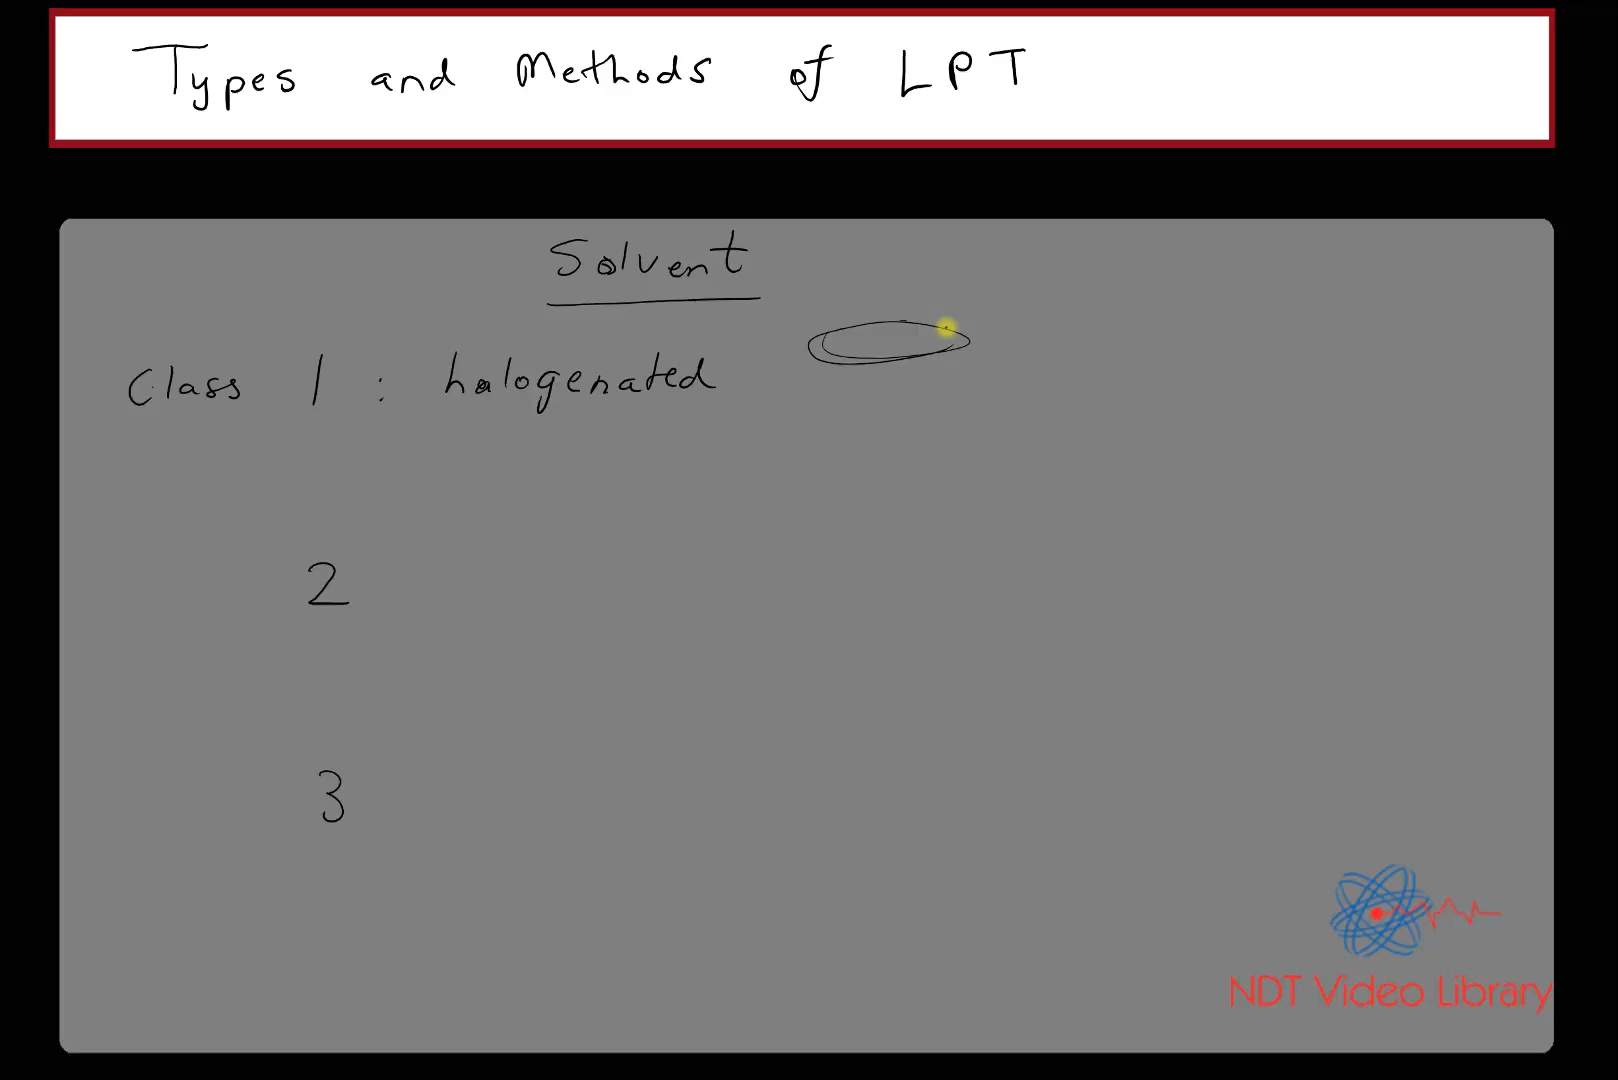 Types and Methods of LPT
Solvent
Class 1 : halogenated
2
3
NDT Video Library